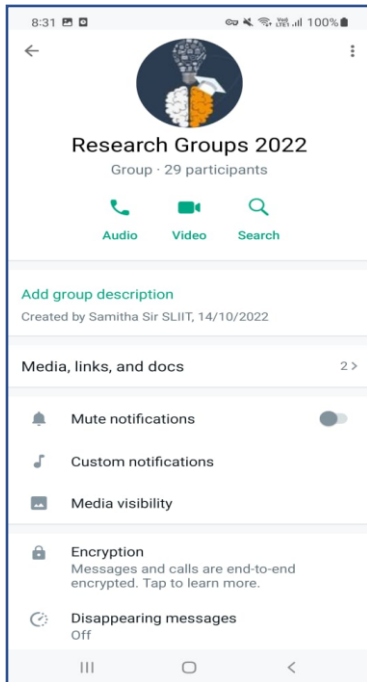 8:31 100%
Research Groups 2022
Group · 29 participants
Audio Video Search
Add group description
Created by Samitha Sir SLIIT, 14/10/2022
Media, links, and docs 2 >
Mute notifications
Custom notifications
Media visibility
Encryption
Messages and calls are end-to-end
encrypted. Tap to learn more.
Disappearing messages
Off